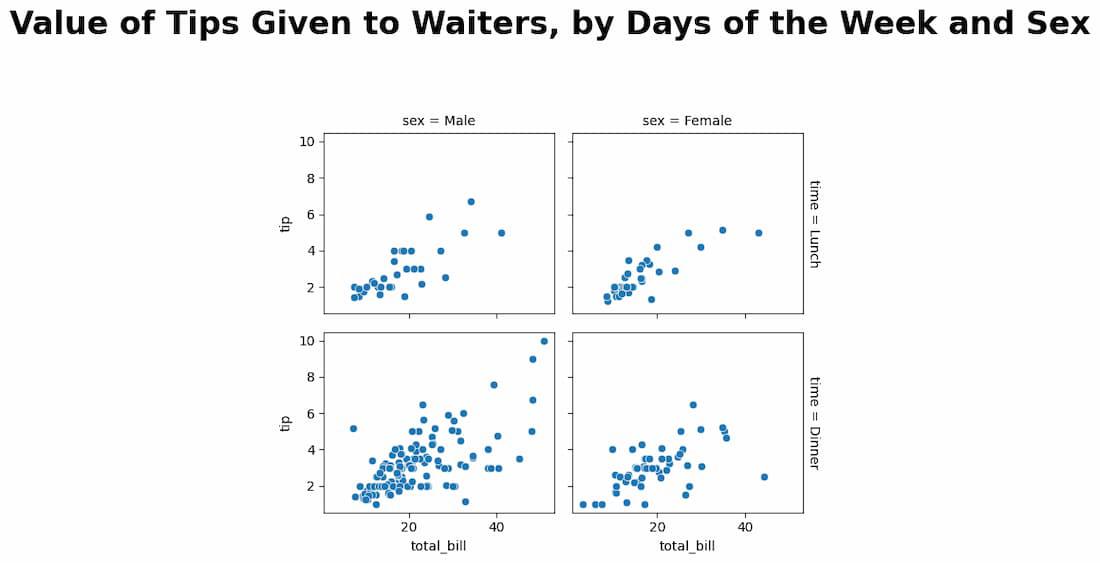 Value of Tips Given to Waiters, by Days of the Week and Sex
sex = Male
sex = Female
10
8
6
4
2
tip
time = Lunch
10
8
6
4
2
tip
time = Dinner
20
40
20
40
total_bill
total_bill